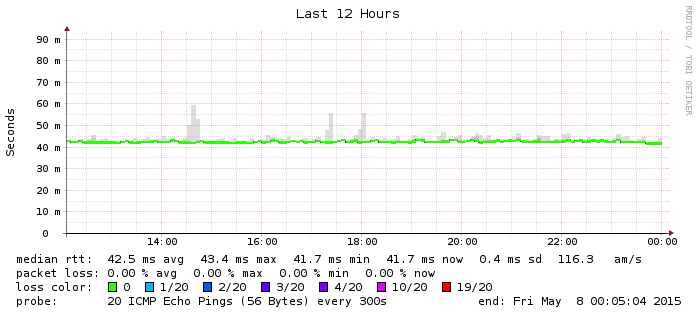 Last 12 Hours
RRDTOOL / TOBI OETIKER
Seconds
90 m
80 m
70 m
60 m
50 m
40 m
30 m
20 m
10 m
0
14:00 16:00 18:00 20:00 22:00 00:00
median rtt: 42.5 ms avg 43.4 ms max 41.7 ms min 41.7 ms now 0.4 ms sd 116.3 am/s
packet loss: 0.00 % avg 0.00 % max 0.00 % min 0.00 % now
loss color: 0 1/20 2/20 3/20 4/20 10/20 19/20
probe: 20 ICMP Echo Pings (56 Bytes) every 300s end: Fri May 8 00:05:04 2015